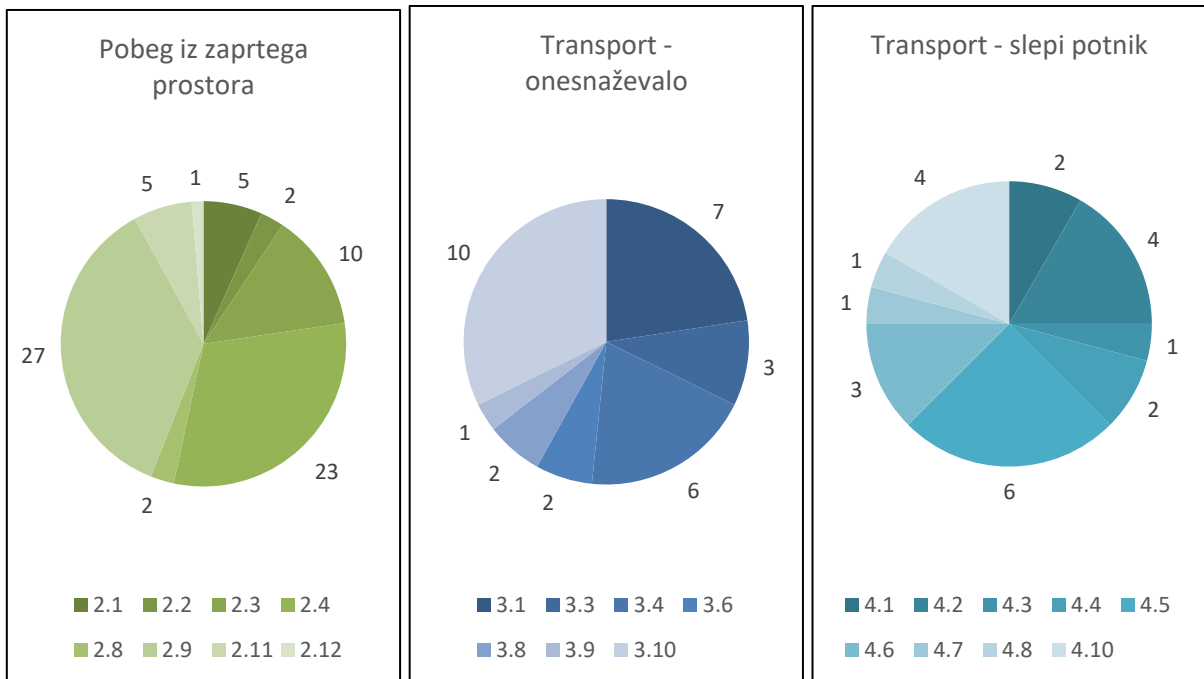 Pobeg iz zaprtega
prostora
5
1
5
2
10
27
23
2
2.1 2.2 2.3 2.4
2.8 2.9 2.11 2.12
Transport -
onesnaževalo
10
7
3
1
2
2
6
3.1 3.3 3.4 3.6
3.8 3.9 3.10
Transport - slepi potnik
4
2
4
1
1
1
3
2
6
4.1 4.2 4.3 4.4 4.5
4.6 4.7 4.8 4.10